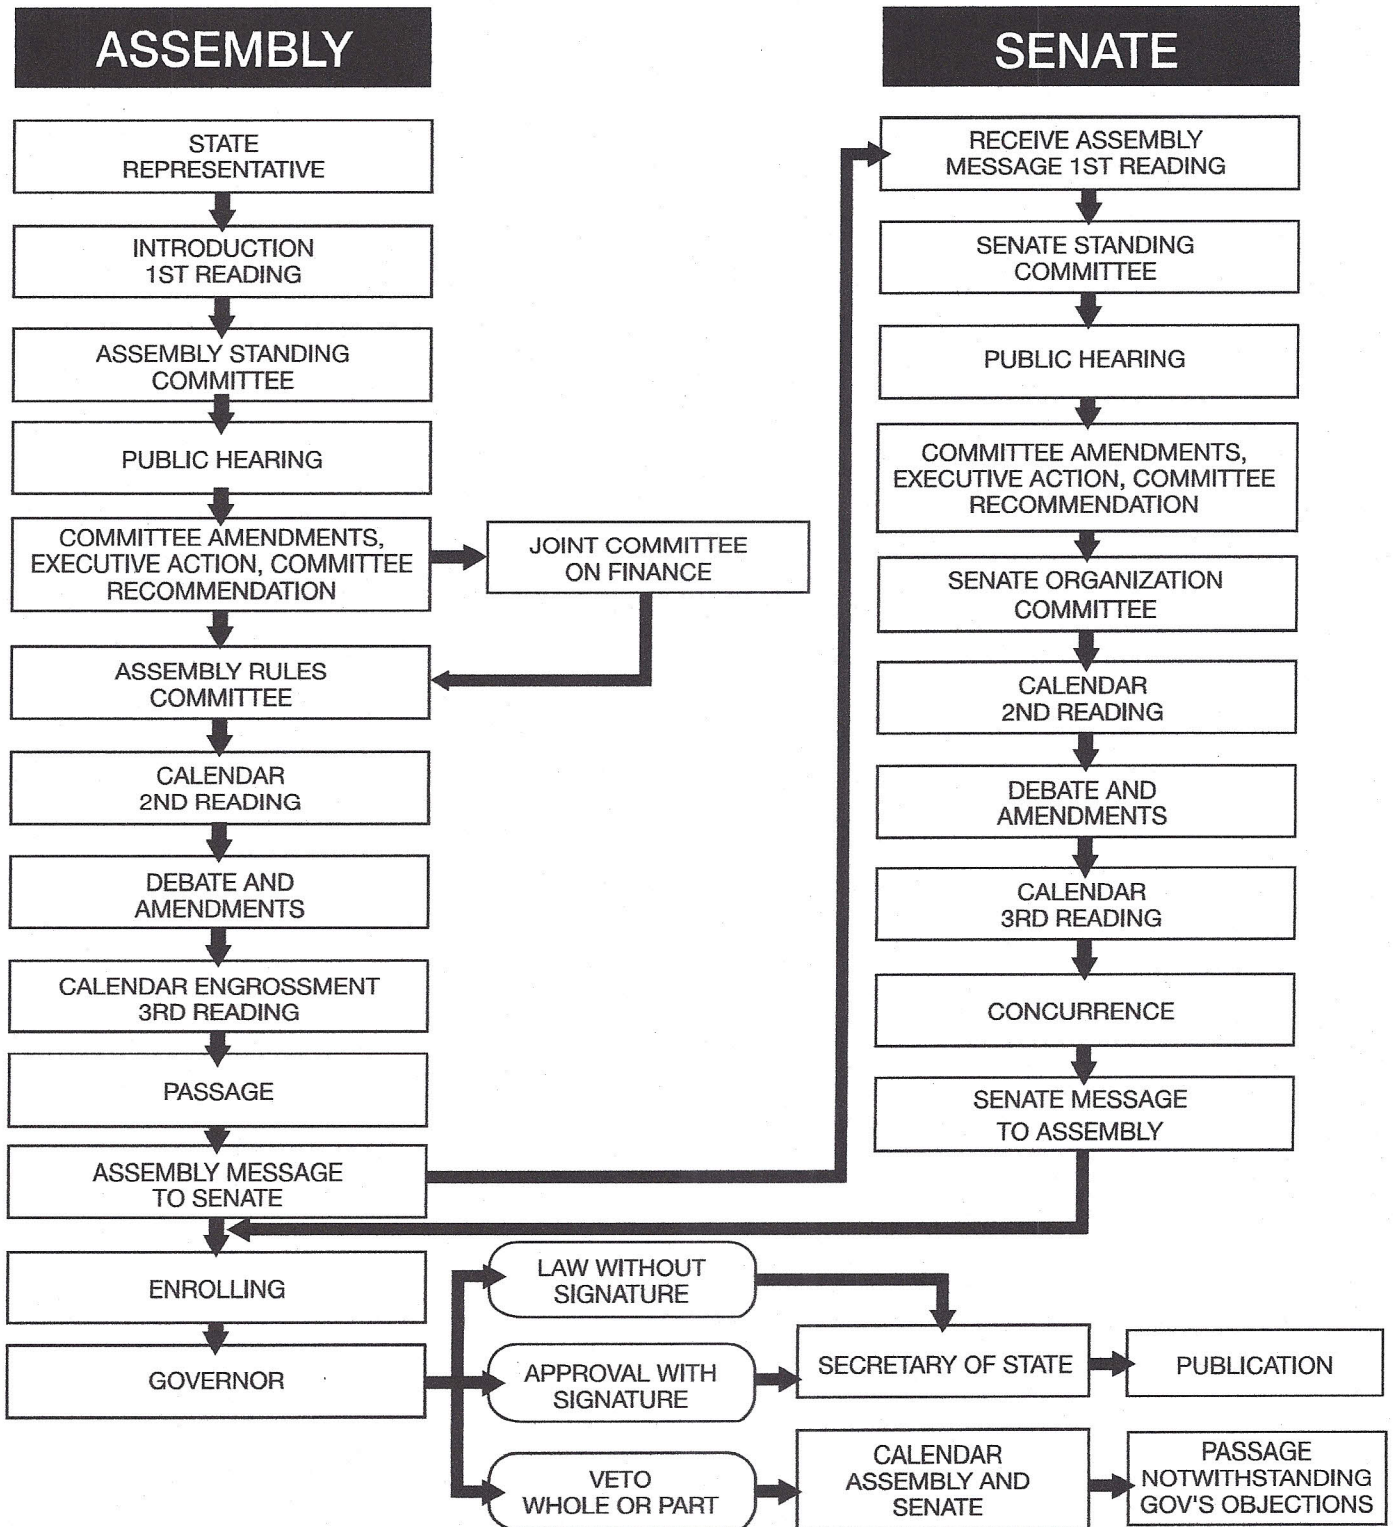 ASSEMBLY
STATE
REPRESENTATIVE
INTRODUCTION
1ST READING
ASSEMBLY STANDING
COMMITTEE
PUBLIC HEARING
COMMITTEE AMENDMENTS,
EXECUTIVE ACTION, COMMITTEE
RECOMMENDATION
JOINT COMMITTEE
ON FINANCE
ASSEMBLY RULES
COMMITTEE
CALENDAR
2ND READING
DEBATE AND
AMENDMENTS
CALENDAR ENGROSSMENT
3RD READING
PASSAGE
ASSEMBLY MESSAGE
TO SENATE
SENATE
RECEIVE ASSEMBLY
MESSAGE 1ST READING
SENATE STANDING
COMMITTEE
PUBLIC HEARING
COMMITTEE AMENDMENTS,
EXECUTIVE ACTION, COMMITTEE
RECOMMENDATION
SENATE ORGANIZATION
COMMITTEE
CALENDAR
2ND READING
DEBATE AND
AMENDMENTS
CALENDAR
3RD READING
CONCURRENCE
SENATE MESSAGE
TO ASSEMBLY
ENROLLING
GOVERNOR
LAW WITHOUT
SIGNATURE
APPROVAL WITH
SIGNATURE
SECRETARY OF STATE
PUBLICATION
VETO
WHOLE OR PART
CALENDAR
ASSEMBLY AND
SENATE
PASSAGE
NOTWITHSTANDING
GOV'S OBJECTIONS